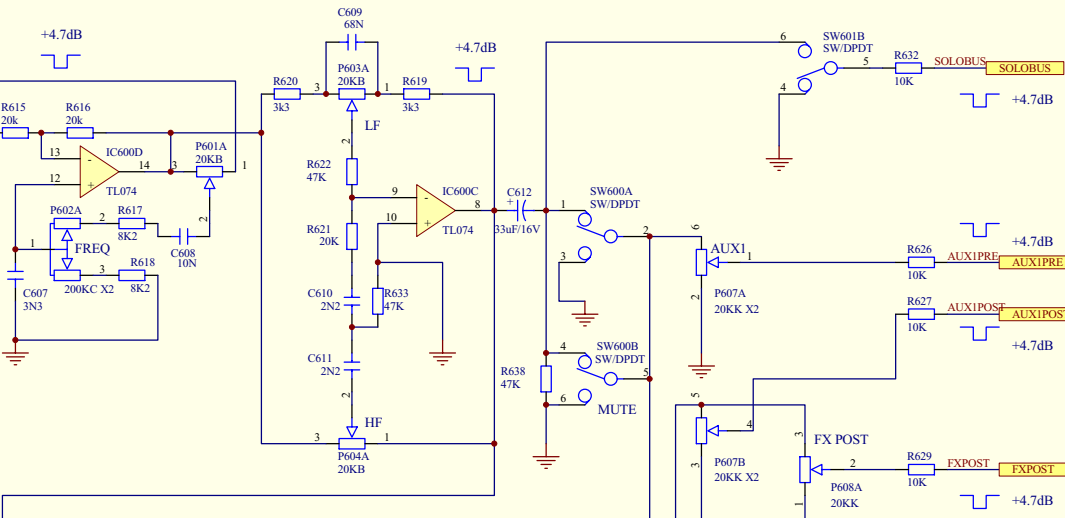 C609
68N
+4.7dB
+4.7dB
P603A
20KB
R620
3
1
R619
3k3
3k3
LF
2
R615
20k
R616
20k
13
IC600D
14
12
TL074
-
+
3
P601A
20KB
1
2
P602A
2
R617
8K2
1
FREQ
C608
10N
3
R618
8K2
200KC X2
C607
3N3
R622
47K
9
IC600C
8
10
TL074
-
+
R621
20K
C610
2N2
R633
47K
C611
2N2
2
HF
3
1
P604A
20KB
C612
+
33uF/16V
SW600A
SW/DPDT
1
2
3
SW600B
SW/DPDT
4
5
6
MUTE
R638
47K
6
SW601B
SW/DPDT
5
4
R632
10K
SOLOBUS
SOLOBUS
+4.7dB
6
AUX1
1
2
P607A
20KK X2
+4.7dB
R626
10K
AUX1PRE
AUX1PRE
R627
10K
AUX1POST
AUX1POST
+4.7dB
5
4
3
P607B
20KK X2
FX POST
3
2
P608A
20KK
1
R629
10K
FXPOST
FXPOST
+4.7dB